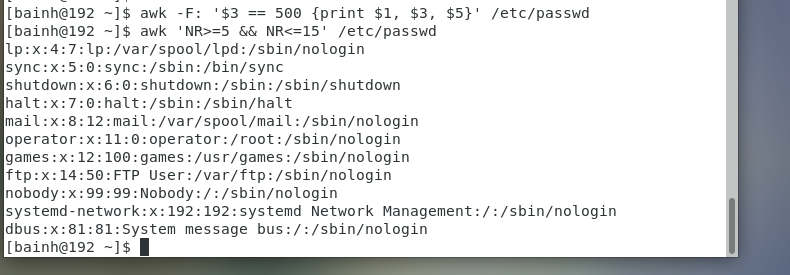 [bainh@192 ~]$ awk -F: '$3 == 500 {print $1, $3, $5}' /etc/passwd
[bainh@192 ~]$ awk 'NR>=5 && NR<=15' /etc/passwd
lp:x:4:7:lp:/var/spool/lpd:/sbin/nologin
sync:x:5:0:sync:/sbin:/bin/sync
shutdown:x:6:0:shutdown:/sbin:/sbin/shutdown
halt:x:7:0:halt:/sbin:/sbin/halt
mail:x:8:12:mail:/var/spool/mail:/sbin/nologin
operator:x:11:0:operator:/root:/sbin/nologin
games:x:12:100:games:/usr/games:/sbin/nologin
ftp:x:14:50:FTP User:/var/ftp:/sbin/nologin
nobody:x:99:99:Nobody:/:/sbin/nologin
systemd-network:x:192:192:systemd Network Management:/:/sbin/nologin
dbus:x:81:81:System message bus:/:/sbin/nologin
[bainh@192 ~]$